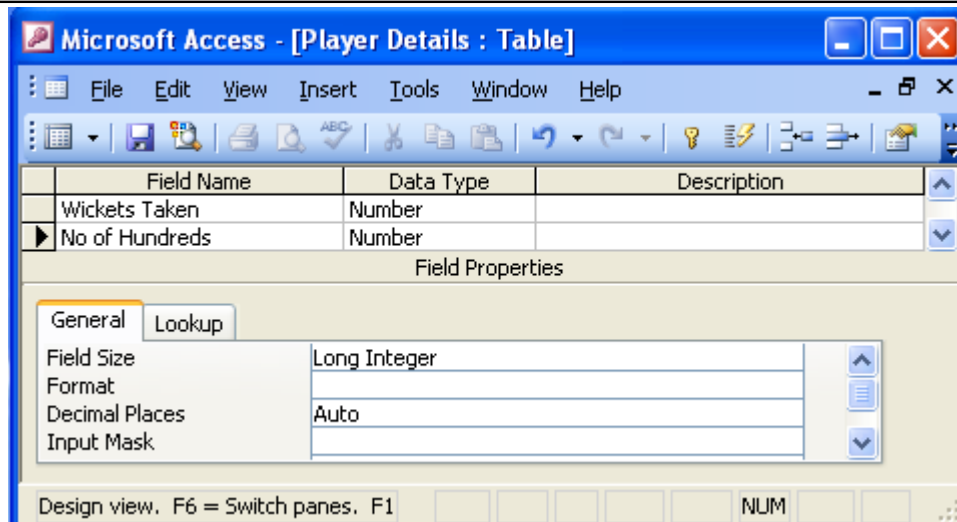 Microsoft Access - [Player Details : Table]
File Edit View Insert Tools Window Help
ABC
Field Name Data Type Description
Wickets Taken Number
No of Hundreds Number
Field Properties
General Lookup
Field Size Long Integer
Format
Decimal Places Auto
Input Mask
Design view. F6 = Switch panes. F1 NUM